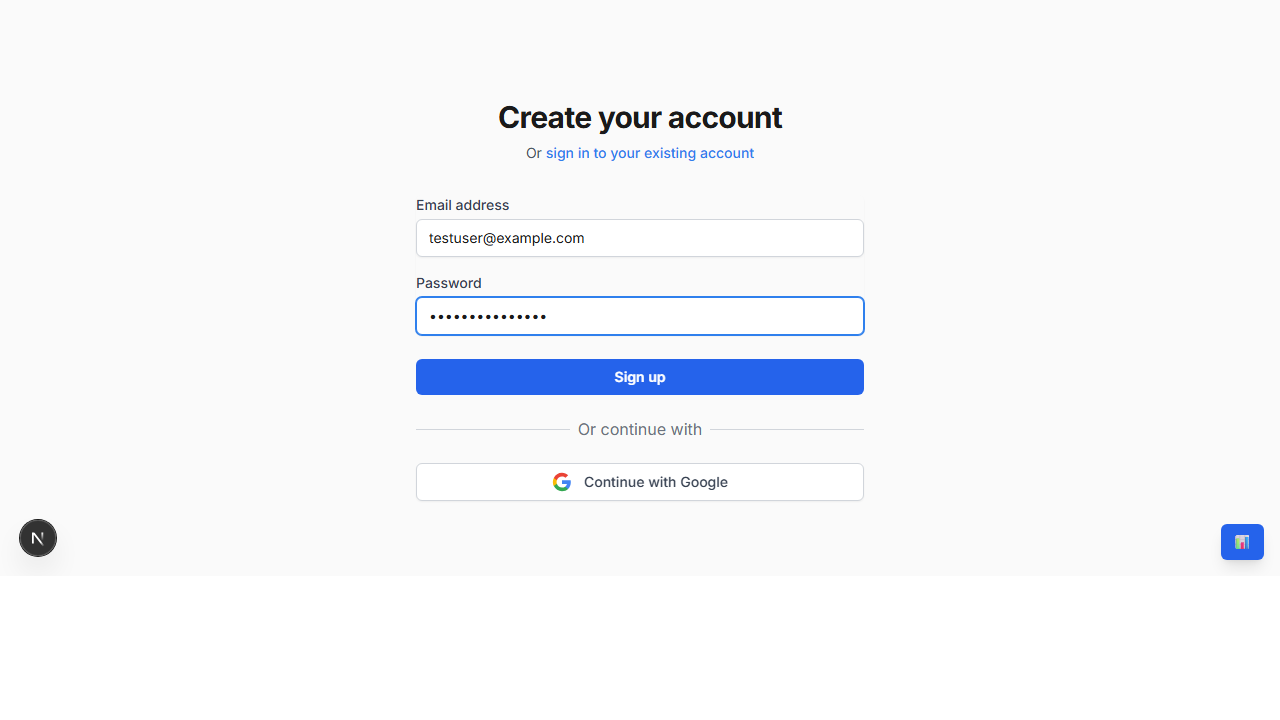 Create your account
Or sign in to your existing account
Email address
testuser@example.com
Password
•••••••••••••••
Sign up
Or continue with
Continue with Google
N